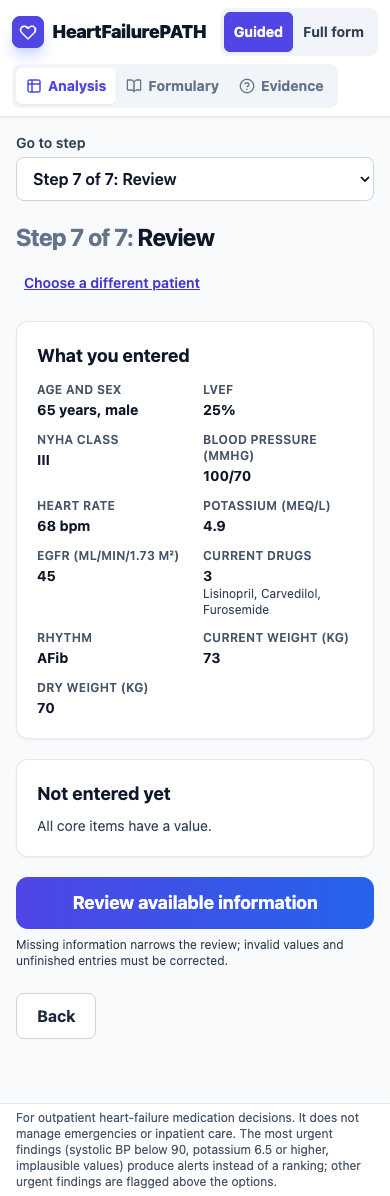 HeartFailurePATH
Guided
Full form
Analysis
Formulary
Evidence
Go to step
Step 7 of 7: Review
Step 7 of 7: Review
Choose a different patient
What you entered
AGE AND SEX
65 years, male
LVEF
25%
NYHA CLASS
III
BLOOD PRESSURE
(MMHG)
100/70
HEART RATE
68 bpm
POTASSIUM (MEQ/L)
4.9
EGFR (ML/MIN/1.73 M²)
45
CURRENT DRUGS
3
Lisinopril, Carvedilol,
Furosemide
RHYTHM
AFib
CURRENT WEIGHT (KG)
73
DRY WEIGHT (KG)
70
Not entered yet
All core items have a value.
Review available information
Missing information narrows the review; invalid values and
unfinished entries must be corrected.
Back
For outpatient heart-failure medication decisions. It does not
manage emergencies or inpatient care. The most urgent
findings (systolic BP below 90, potassium 6.5 or higher,
implausible values) produce alerts instead of a ranking; other
urgent findings are flagged above the options.